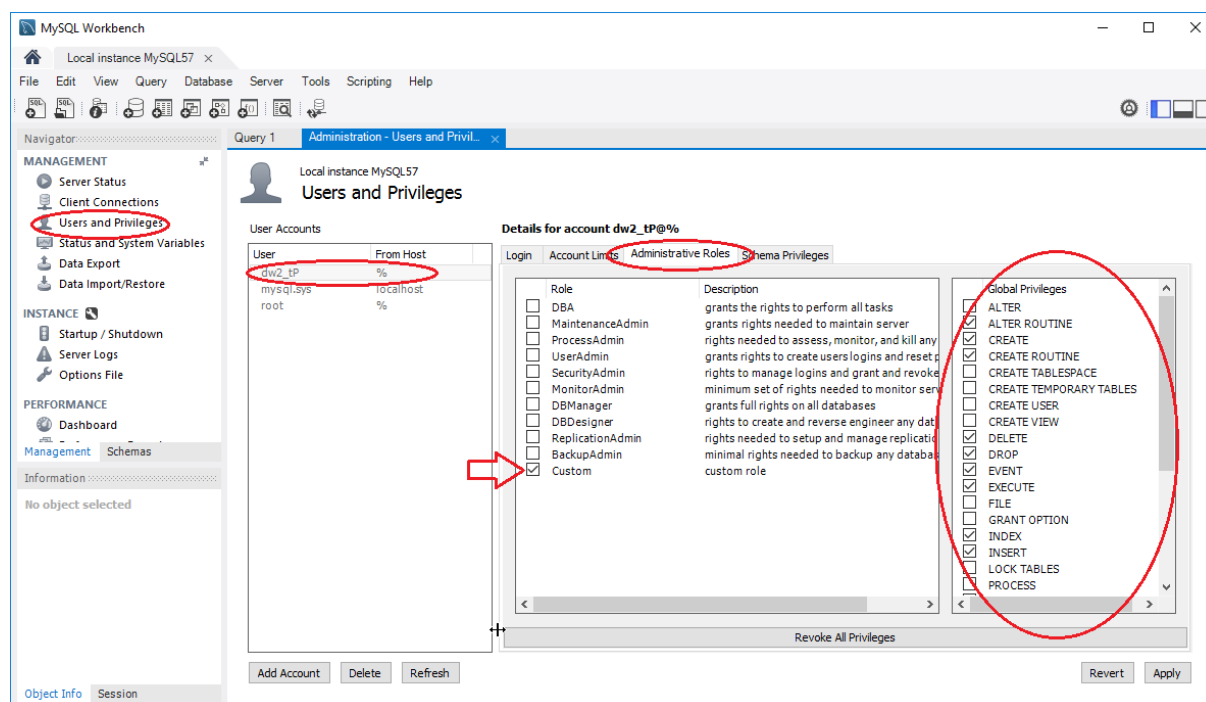 MySQL Workbench
Local instance MySQL57 ×
File Edit View Query Database Server Tools Scripting Help
Navigator
Query 1 Administration - Users and Privil...
MANAGEMENT
Server Status
Client Connections
Users and Privileges
Status and System Variables
Data Export
Data Import/Restore
INSTANCE
Startup / Shutdown
Server Logs
Options File
PERFORMANCE
Dashboard
Management Schemas
Information
No object selected
Object Info Session
Local instance MySQL57
Users and Privileges
User Accounts
User From Host
dw2_tP %
mysql.sys localhost
root %
Add Account Delete Refresh
Details for account dw2_tP@%
Login Account Limits Administrative Roles Schema Privileges
Role Description
DBA grants the rights to perform all tasks
MaintenanceAdmin grants rights needed to maintain server
ProcessAdmin rights needed to assess, monitor, and kill any
UserAdmin grants rights to create users logins and reset p
SecurityAdmin rights to manage logins and grant and revoke
MonitorAdmin minimum set of rights needed to monitor serv
DBManager grants full rights on all databases
DBDesigner rights to create and reverse engineer any dat
ReplicationAdmin rights needed to setup and manage replicatio
BackupAdmin minimal rights needed to backup any databas
Custom custom role
Global Privileges
ALTER
ALTER ROUTINE
CREATE
CREATE ROUTINE
CREATE TABLESPACE
CREATE TEMPORARY TABLES
CREATE USER
CREATE VIEW
DELETE
DROP
EVENT
EXECUTE
FILE
GRANT OPTION
INDEX
INSERT
LOCK TABLES
PROCESS
Revoke All Privileges
Revert Apply